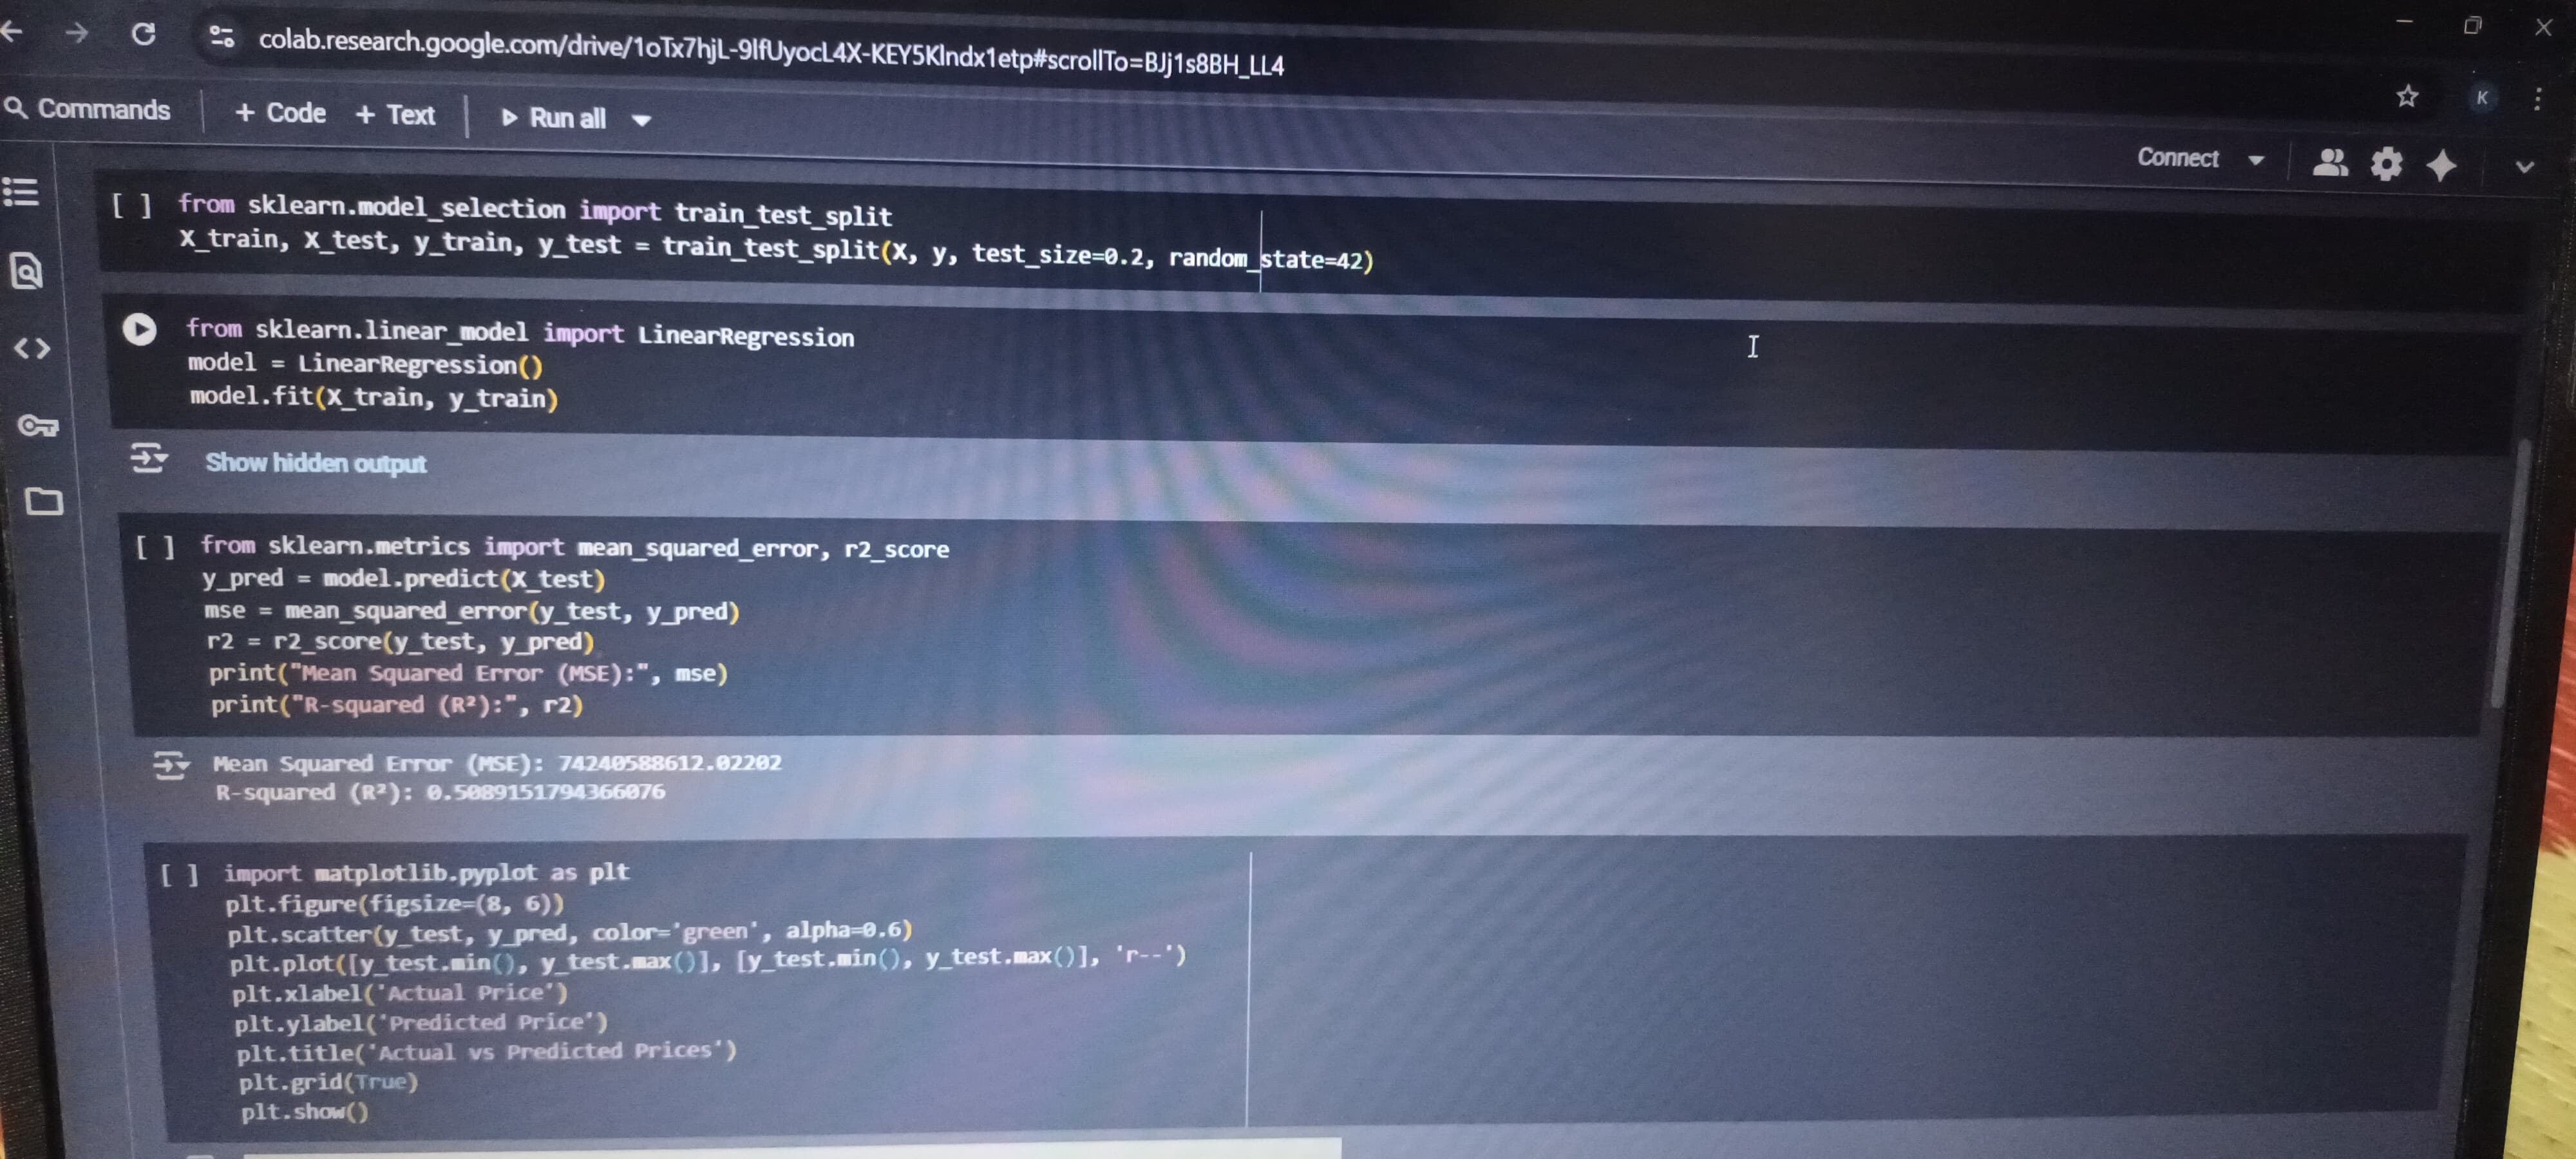 colab.research.google.com/drive/1oTx7hjL-9lfUyocL4X-KEY5Klndx1etp#scrollTo=BJj1s8BH_LL4
K
Commands + Code + Text Run all
Connect
[ ] from sklearn.model_selection import train_test_split
X_train, X_test, y_train, y_test = train_test_split(X, y, test_size=0.2, random_state=42)
from sklearn.linear_model import LinearRegression
model = LinearRegression()
model.fit(X_train, y_train)
Show hidden output
[ ] from sklearn.metrics import mean_squared_error, r2_score
y_pred = model.predict(X_test)
mse = mean_squared_error(y_test, y_pred)
r2 = r2_score(y_test, y_pred)
print("Mean Squared Error (MSE):", mse)
print("R-squared (R²):", r2)
Mean Squared Error (MSE): 74240588612.02202
R-squared (R²): 0.5089151794366076
[ ] import matplotlib.pyplot as plt
plt.figure(figsize=(8, 6))
plt.scatter(y_test, y_pred, color='green', alpha=0.6)
plt.plot([y_test.min(), y_test.max()], [y_test.min(), y_test.max()], 'r--')
plt.xlabel('Actual Price')
plt.ylabel('Predicted Price')
plt.title('Actual vs Predicted Prices')
plt.grid(True)
plt.show()